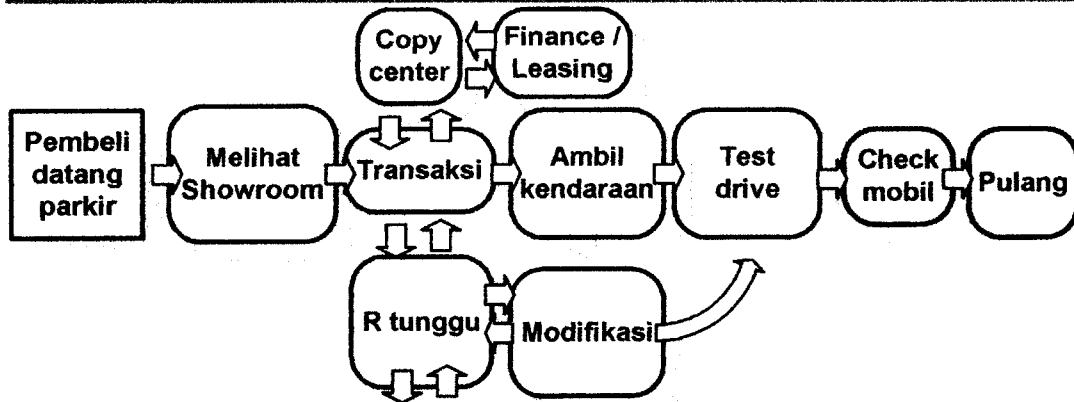 Copy
center
Finance /
Leasing
Pembeli
datang
parkir
Melihat
Showroom
Transaksi
Ambil
kendaraan
Test
drive
Check
mobil
Pulang
R tunggu
Modifikasi